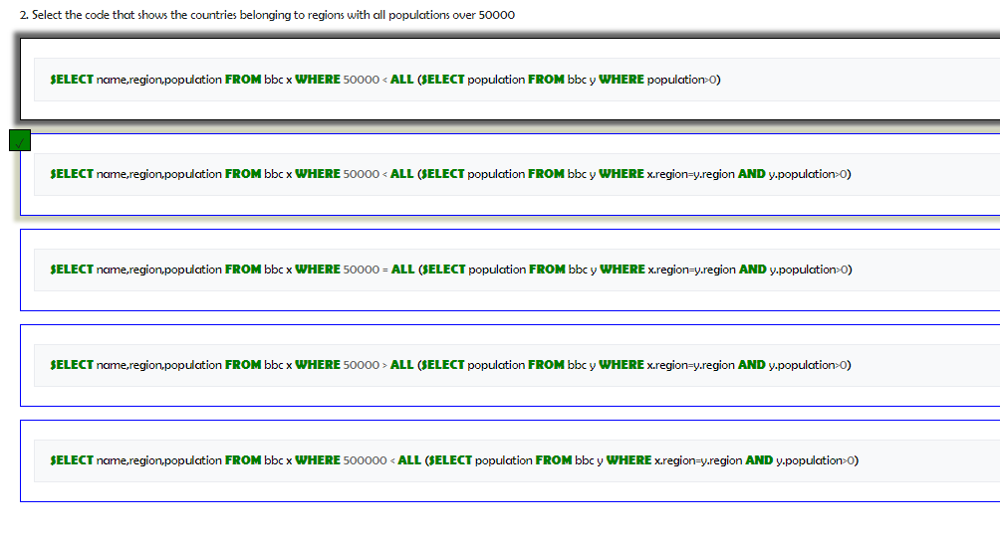 2. Select the code that shows the countries belonging to regions with all populations over 50000
SELECT name,region,population FROM bbc x WHERE 50000 < ALL (SELECT population FROM bbc y WHERE population>0)
SELECT name,region,population FROM bbc x WHERE 50000 < ALL (SELECT population FROM bbc y WHERE x.region=y.region AND y.population>0)
SELECT name,region,population FROM bbc x WHERE 50000 = ALL (SELECT population FROM bbc y WHERE x.region=y.region AND y.population>0)
SELECT name,region,population FROM bbc x WHERE 50000 > ALL (SELECT population FROM bbc y WHERE x.region=y.region AND y.population>0)
SELECT name,region,population FROM bbc x WHERE 500000 < ALL (SELECT population FROM bbc y WHERE x.region=y.region AND y.population>0)